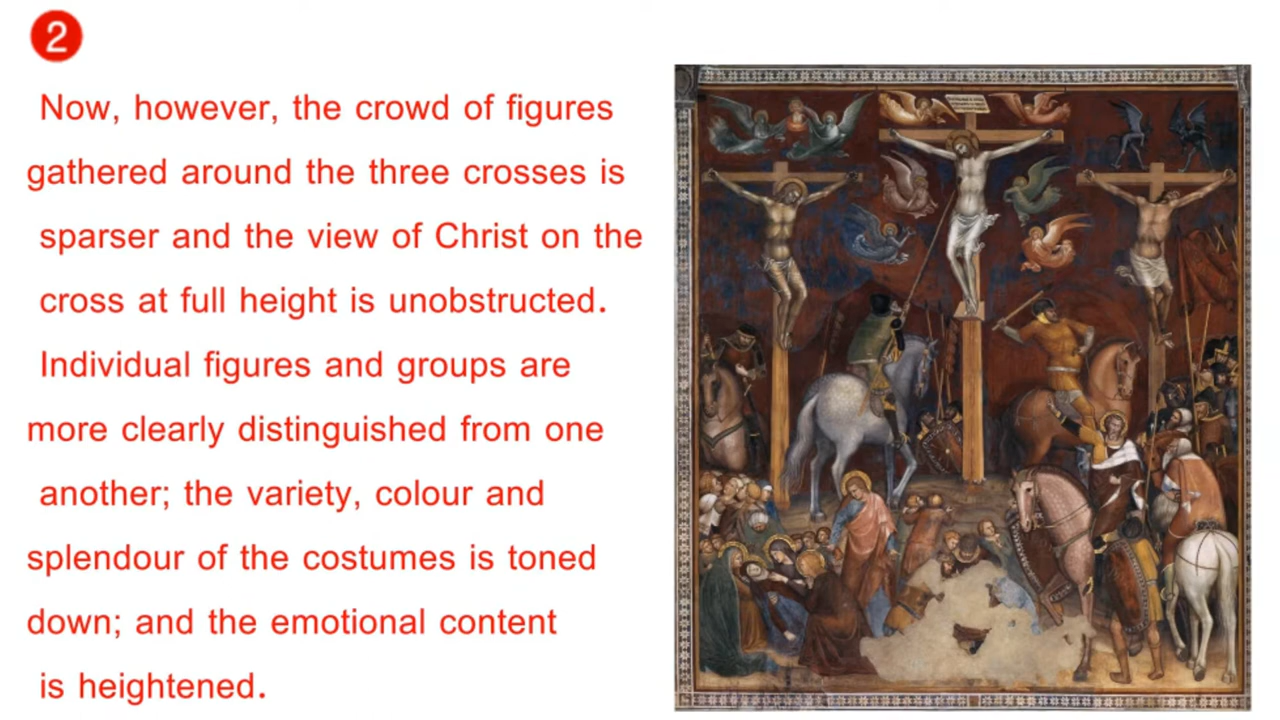 2
Now, however, the crowd of figures
gathered around the three crosses is
sparser and the view of Christ on the
cross at full height is unobstructed.
Individual figures and groups are
more clearly distinguished from one
another; the variety, colour and
splendour of the costumes is toned
down; and the emotional content
is heightened.